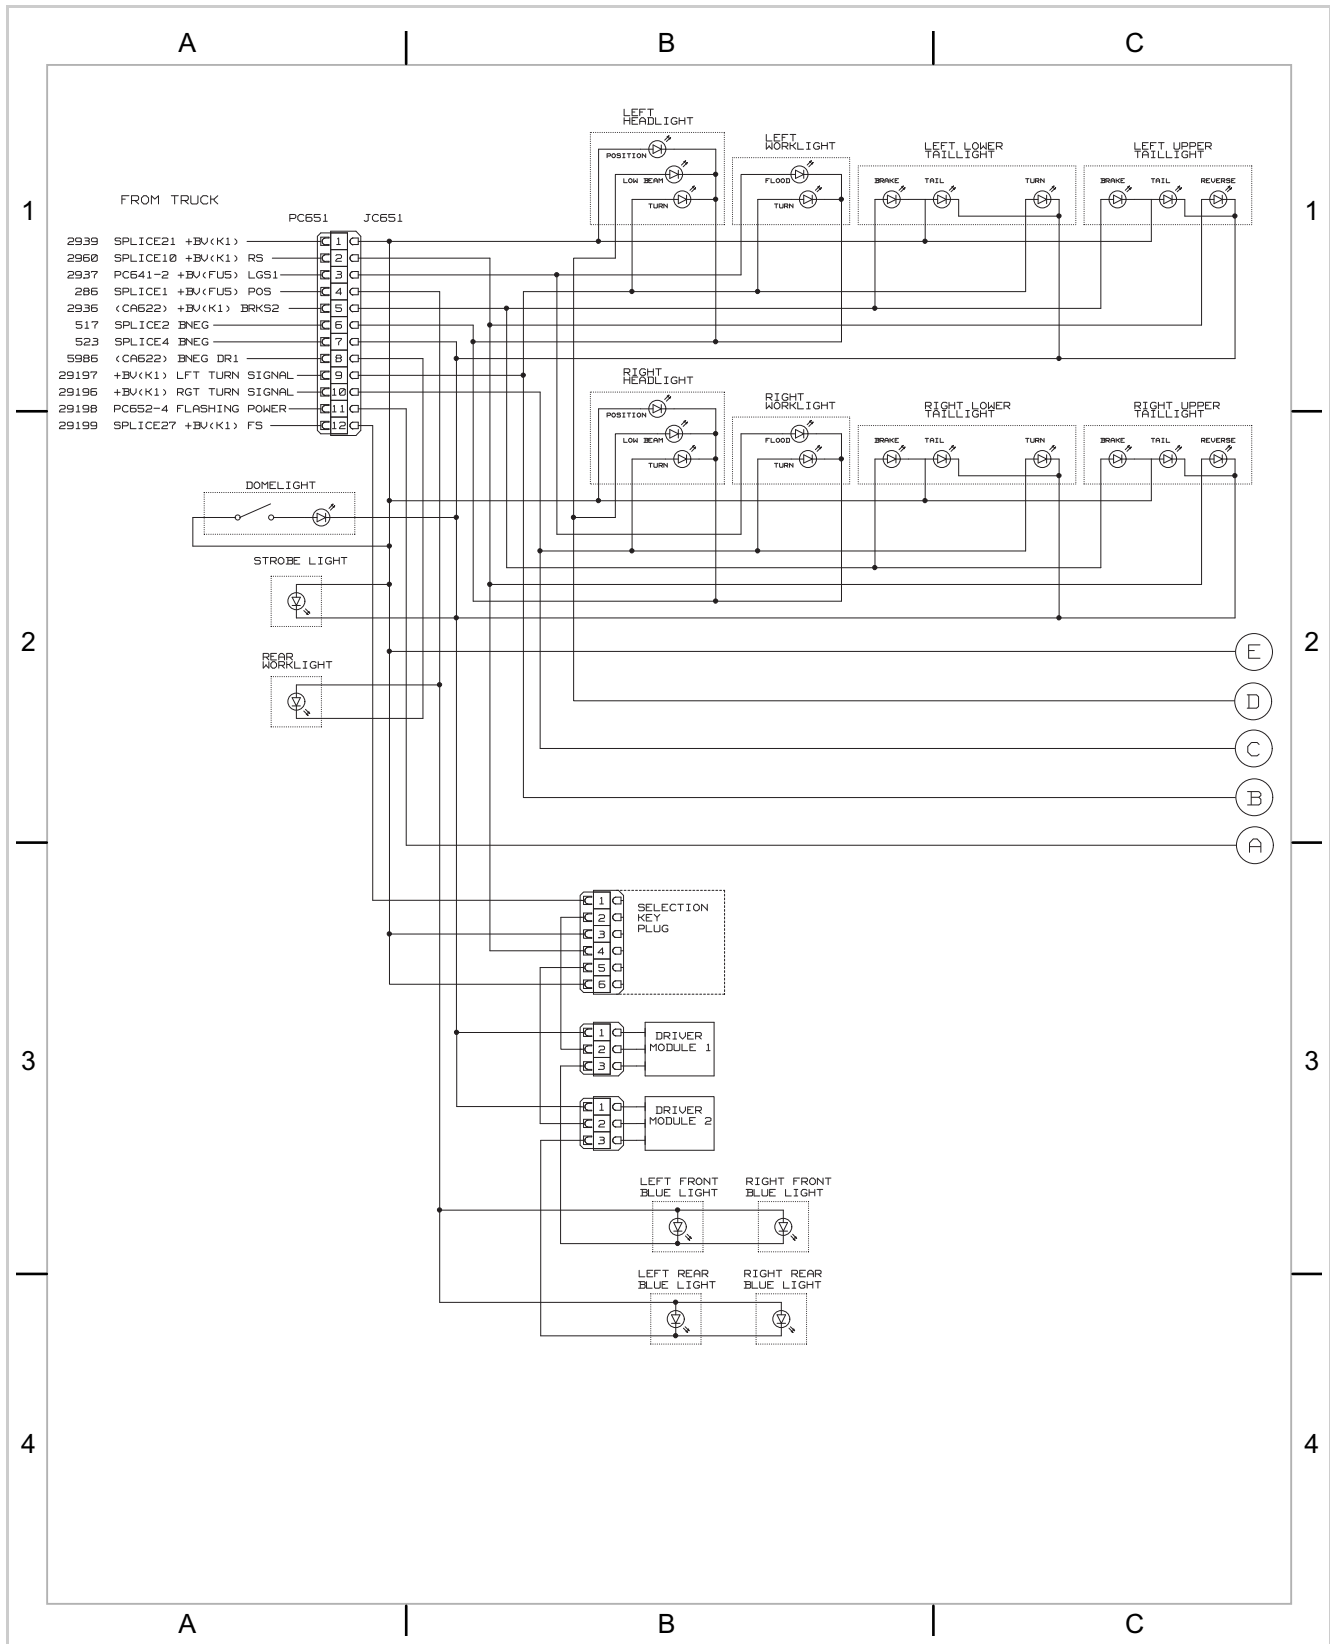 A B C
LEFT
HEADLIGHT
POSITION
LOW BEAM
TURN
LEFT
WORKLIGHT
FLOOD
TURN
LEFT LOWER
TAILLIGHT
BRAKE TAIL TURN
LEFT UPPER
TAILLIGHT
BRAKE TAIL REVERSE
1 1
FROM TRUCK
PC651 JC651
2939 SPLICE21 +BV(K1) 1
2960 SPLICE10 +BV(K1) RS 2
2937 PC641-2 +BV(FU5) LGS1 3
286 SPLICE1 +BV(FU5) POS 4
2936 (CA622) +BV(K1) BRKS2 5
517 SPLICE2 BNEG 6
523 SPLICE4 BNEG 7
5986 (CA622) BNEG DR1 8
29197 +BV(K1) LFT TURN SIGNAL 9
29196 +BV(K1) RGT TURN SIGNAL 10
29198 PC652-4 FLASHING POWER 11
29199 SPLICE27 +BV(K1) FS 12
RIGHT
HEADLIGHT
POSITION
LOW BEAM
TURN
RIGHT
WORKLIGHT
FLOOD
TURN
RIGHT LOWER
TAILLIGHT
BRAKE TAIL TURN
RIGHT UPPER
TAILLIGHT
BRAKE TAIL REVERSE
DOMELIGHT
STROBE LIGHT
2 2
REAR
WORKLIGHT
E
D
C
B
A
1
2
3
4
5
6
SELECTION
KEY
PLUG
3 3
1
2
3
DRIVER
MODULE 1
1
2
3
DRIVER
MODULE 2
LEFT FRONT
BLUE LIGHT
RIGHT FRONT
BLUE LIGHT
LEFT REAR
BLUE LIGHT
RIGHT REAR
BLUE LIGHT
4 4
A B C